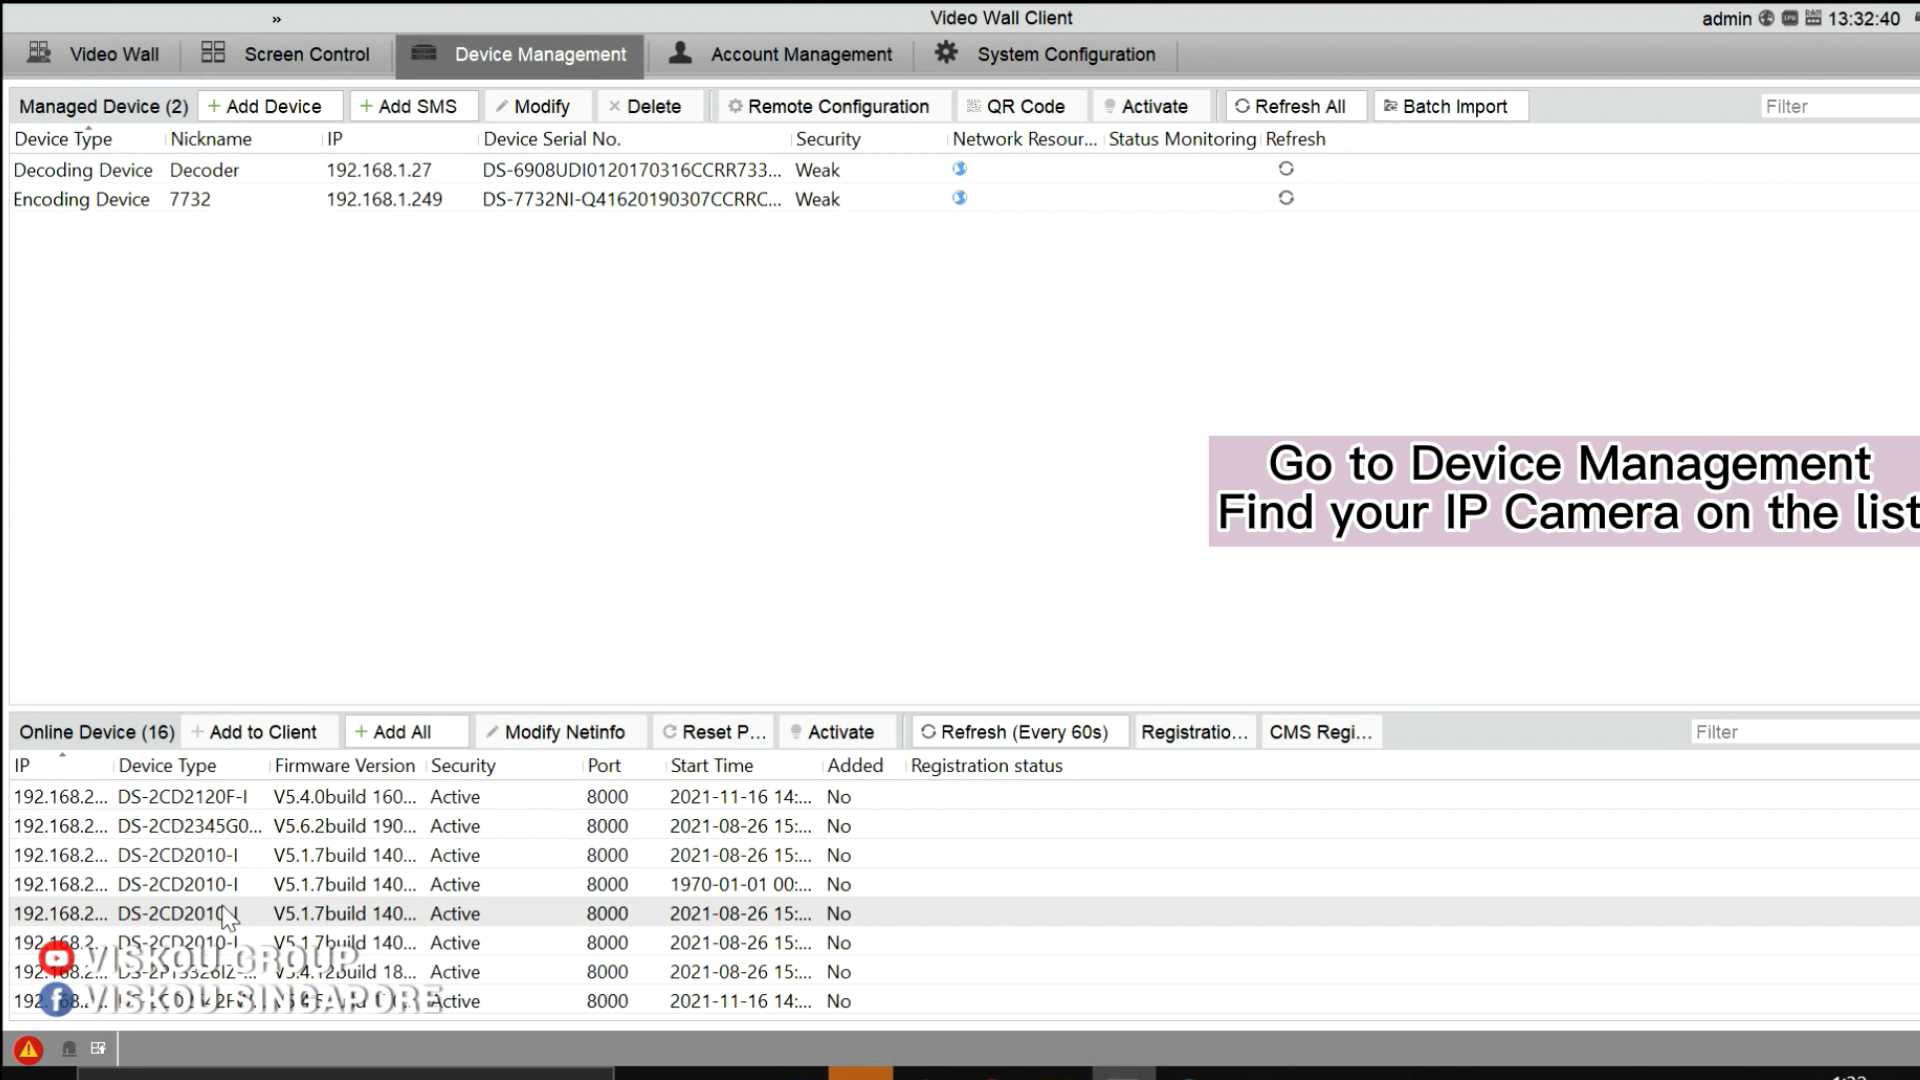 » Video Wall Client admin 13:32:40
Video Wall Screen Control Device Management Account Management System Configuration
Managed Device (2) + Add Device + Add SMS Modify × Delete Remote Configuration QR Code Activate Refresh All Batch Import Filter
Device Type Nickname IP Device Serial No. Security Network Resour... Status Monitoring Refresh
Decoding Device Decoder 192.168.1.27 DS-6908UDI0120170316CCRR733... Weak
Encoding Device 7732 192.168.1.249 DS-7732NI-Q41620190307CCRRC... Weak
Go to Device Management
Find your IP Camera on the list
Online Device (16) + Add to Client + Add All Modify Netinfo Reset P... Activate Refresh (Every 60s) Registratio... CMS Regi... Filter
IP Device Type Firmware Version Security Port Start Time Added Registration status
192.168.2... DS-2CD2120F-I V5.4.0build 160... Active 8000 2021-11-16 14:... No
192.168.2... DS-2CD2345G0... V5.6.2build 190... Active 8000 2021-08-26 15:... No
192.168.2... DS-2CD2010-I V5.1.7build 140... Active 8000 2021-08-26 15:... No
192.168.2... DS-2CD2010-I V5.1.7build 140... Active 8000 1970-01-01 00:... No
192.168.2... DS-2CD2010-I V5.1.7build 140... Active 8000 2021-08-26 15:... No
192.168.2... DS-2CD2010-I V5.1.7build 140... Active 8000 2021-08-26 15:... No
VISKOU GROUP
Active 8000 2021-08-26 15:... No
VISKOU SINGAPORE
Active 8000 2021-11-16 14:... No